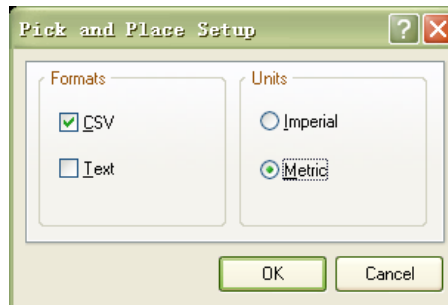 Pick and Place Setup
Formats
CSV
Text
Units
Imperial
Metric
OK
Cancel